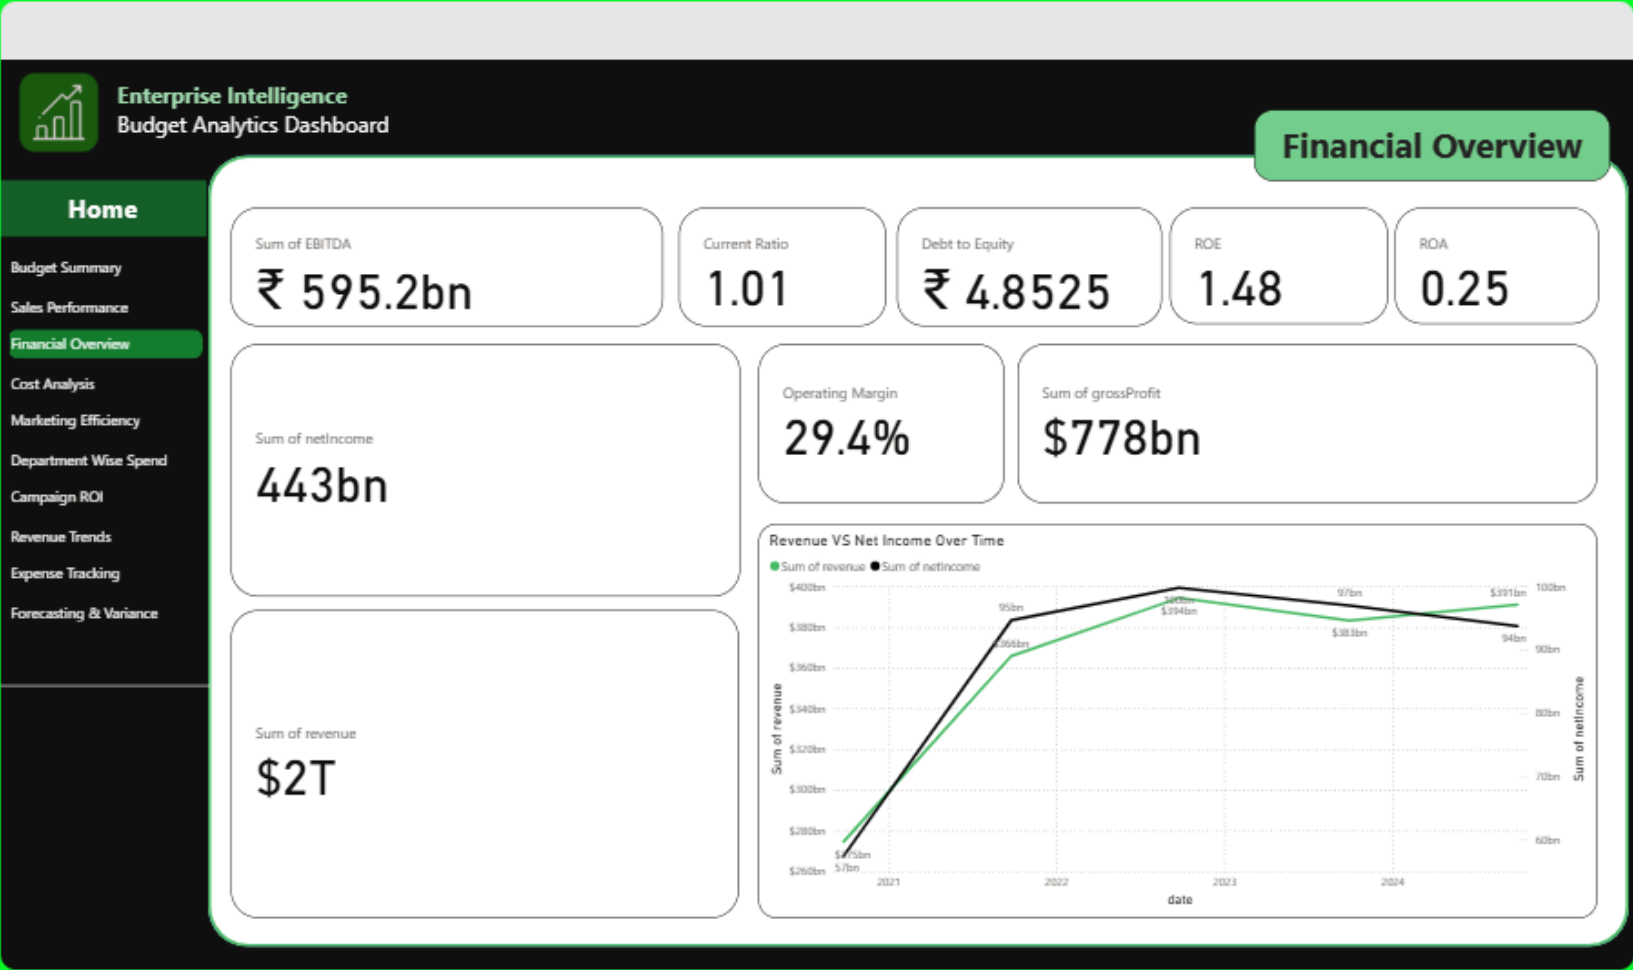 Enterprise Intelligence
Budget Analytics Dashboard
Financial Overview
Home
Budget Summary
Sales Performance
Financial Overview
Cost Analysis
Marketing Efficiency
Department Wise Spend
Campaign ROI
Revenue Trends
Expense Tracking
Forecasting & Variance
Sum of EBITDA
₹ 595.2bn
Current Ratio
1.01
Debt to Equity
₹ 4.8525
ROE
1.48
ROA
0.25
Sum of netIncome
443bn
Operating Margin
29.4%
Sum of grossProfit
$778bn
Sum of revenue
$2T
Revenue VS Net Income Over Time
Sum of revenue Sum of netIncome
Sum of revenue
$400bn
$380bn
$360bn
$340bn
$320bn
$300bn
$280bn
$260bn
95bn
$366bn
$394bn
97bn
$383bn
$391bn
94bn
$275bn
57bn
100bn
90bn
80bn
70bn
60bn
Sum of netIncome
2021 2022 2023 2024
date